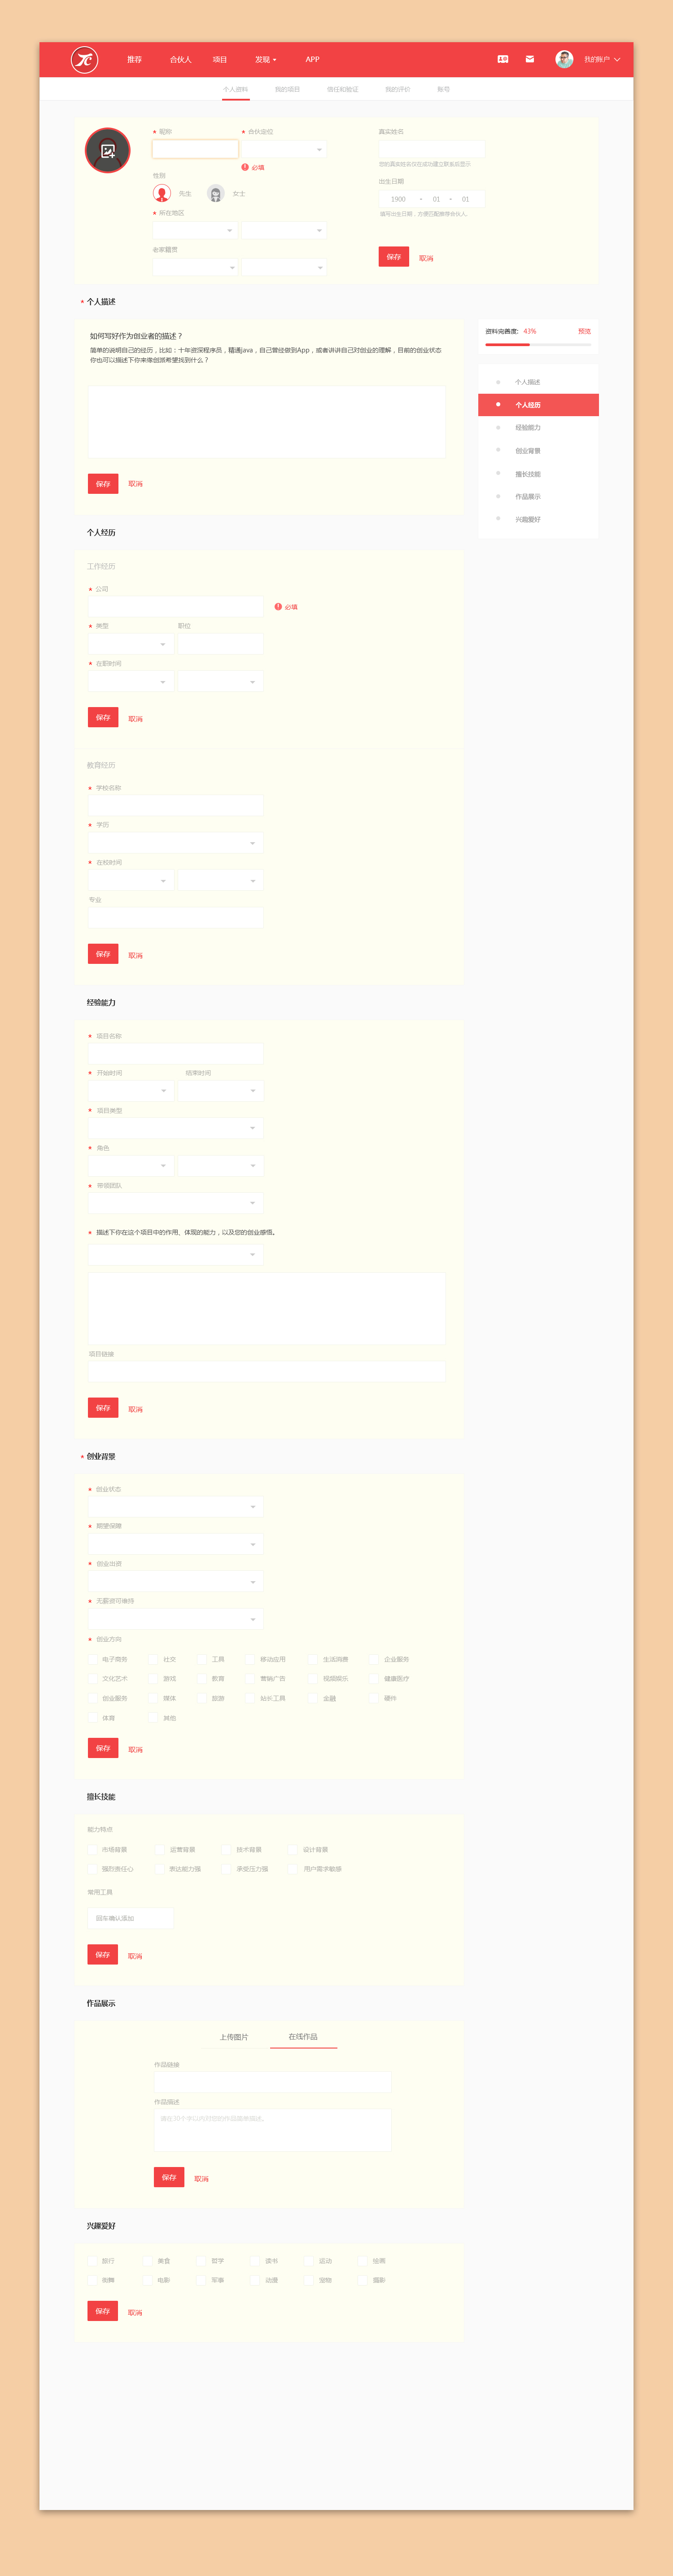 推荐 合伙人 项目 发现 APP 我的账户
个人资料 我的项目 信任和验证 我的评价 账号
* 昵称 * 合伙定位 真实姓名
必填
您的真实姓名仅在成功建立联系后显示
性别 出生日期
先生 女士 1900 - 01 - 01
填写出生日期,方便匹配推荐合伙人.
* 所在地区
老家籍贯
保存 取消
* 个人描述
资料完善度: 43% 预览
如何写好作为创业者的描述？
简单的说明自己的经历，比如：十年资深程序员，精通java，自己曾经做到App，或者讲讲自己对创业的理解，目前的创业状态
你也可以描述下你来缘创派希望找到什么？
个人描述
个人经历
经验能力
创业背景
擅长技能
作品展示
兴趣爱好
保存 取消
个人经历
工作经历
* 公司
必填
* 类型 职位
* 在职时间
保存 取消
教育经历
* 学校名称
* 学历
* 在校时间
专业
保存 取消
经验能力
* 项目名称
* 开始时间 结束时间
* 项目类型
* 角色
* 带领团队
* 描述下你在这个项目中的作用、体现的能力，以及您的创业感悟。
项目链接
保存 取消
* 创业背景
* 创业状态
* 期望保障
* 创业出资
* 无薪资可维持
* 创业方向
电子商务 社交 工具 移动应用 生活消费 企业服务
文化艺术 游戏 教育 营销广告 视频娱乐 健康医疗
创业服务 媒体 旅游 站长工具 金融 硬件
体育 其他
保存 取消
擅长技能
能力特点
市场背景 运营背景 技术背景 设计背景
强烈责任心 表达能力强 承受压力强 用户需求敏感
常用工具
回车确认添加
保存 取消
作品展示
上传图片 在线作品
作品链接
作品描述
请在30个字以内对您的作品简单描述。
保存 取消
兴趣爱好
旅行 美食 哲学 读书 运动 绘画
街舞 电影 军事 动漫 宠物 摄影
保存 取消